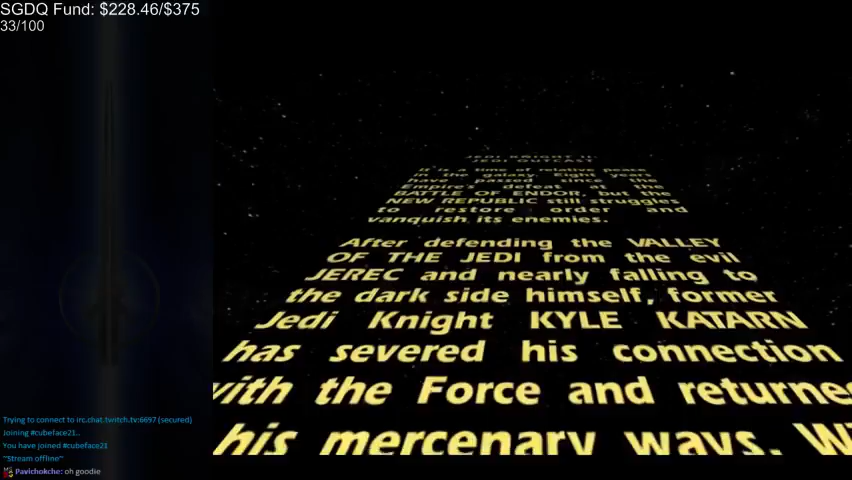 SGDQ Fund: $228.46/$375
33/100
JEDI KNIGHT II
JEDI OUTCAST
It is a time of relative peace
in the galaxy. Eight years
have passed since the
Empire's defeat at the
BATTLE OF ENDOR, but the
NEW REPUBLIC still struggles
to restore order and
vanquish its enemies.
After defending the VALLEY
OF THE JEDI from the evil
JEREC and nearly falling to
the dark side himself, former
Jedi Knight KYLE KATARN
has severed his connection
with the Force and returned
his mercenary ways. Wi
Trying to connect to irc.chat.twitch.tv:6697 (secured)
Joining #cubeface21..
You have joined #cubeface21
~Stream offline~
Pavichokche: oh goodie